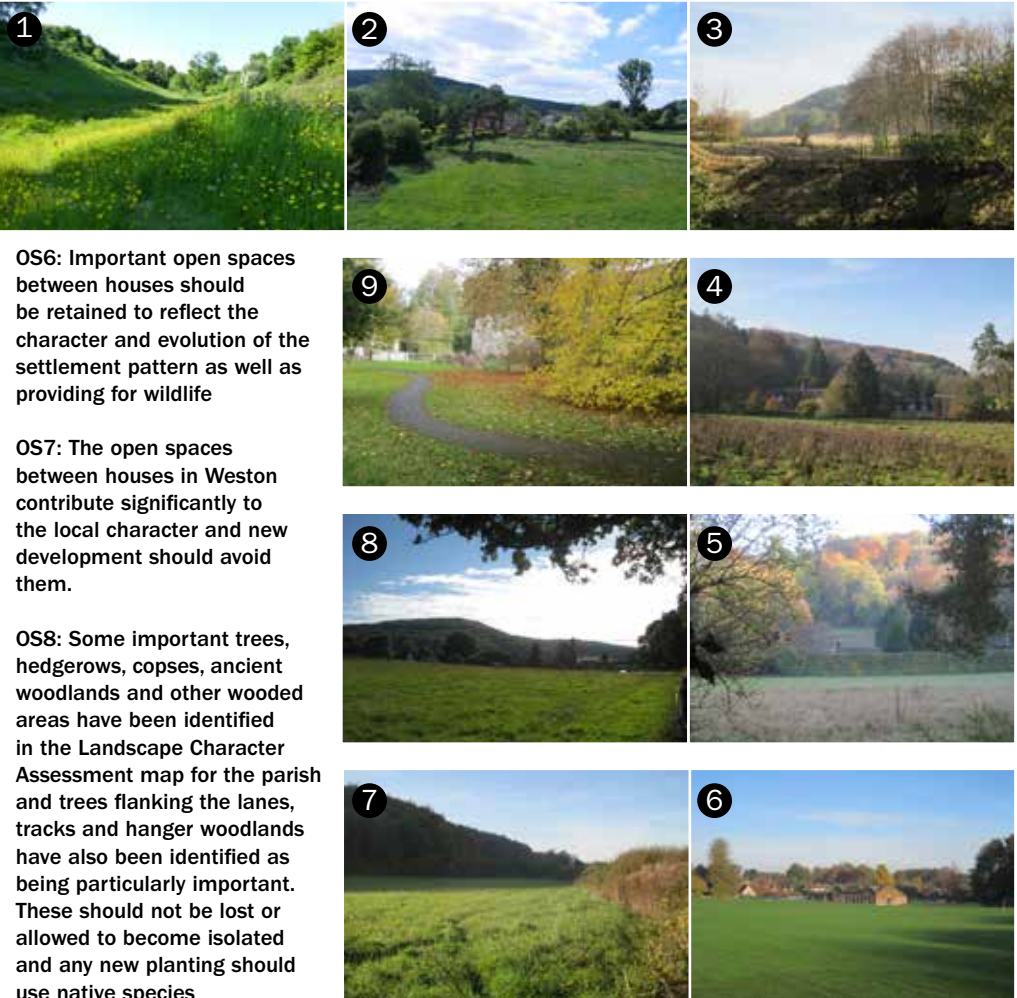 1
2
3
OS6: Important open spaces
between houses should
be retained to reflect the
character and evolution of the
settlement pattern as well as
providing for wildlife
OS7: The open spaces
between houses in Weston
contribute significantly to
the local character and new
development should avoid
them.
OS8: Some important trees,
hedgerows, copses, ancient
woodlands and other wooded
areas have been identified
in the Landscape Character
Assessment map for the parish
and trees flanking the lanes,
tracks and hanger woodlands
have also been identified as
being particularly important.
These should not be lost or
allowed to become isolated
and any new planting should
use native species
9
4
8
5
7
6